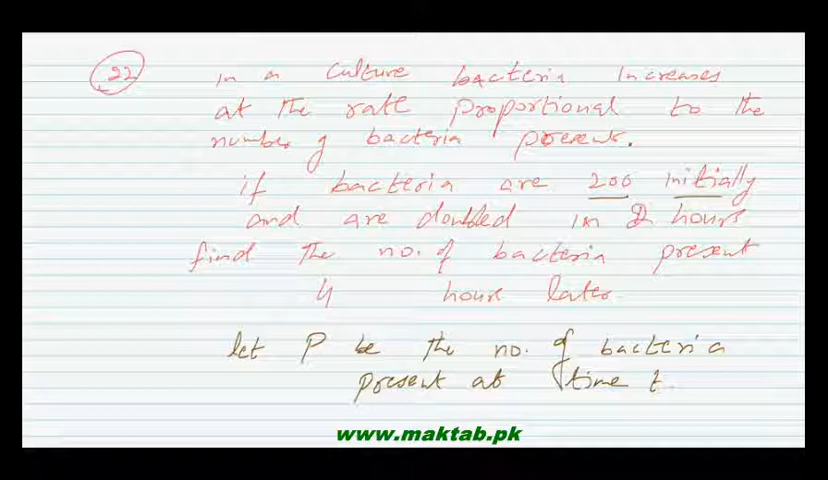 22
in a culture bacteria increases
at the rate proportional to the
number of bacteria present.
if bacteria are 200 initially
and are doubled in 2 hours
find the no. of bacteria present
4 hour later.
let P be the no. of bacteria
present at time t.
www.maktab.pk